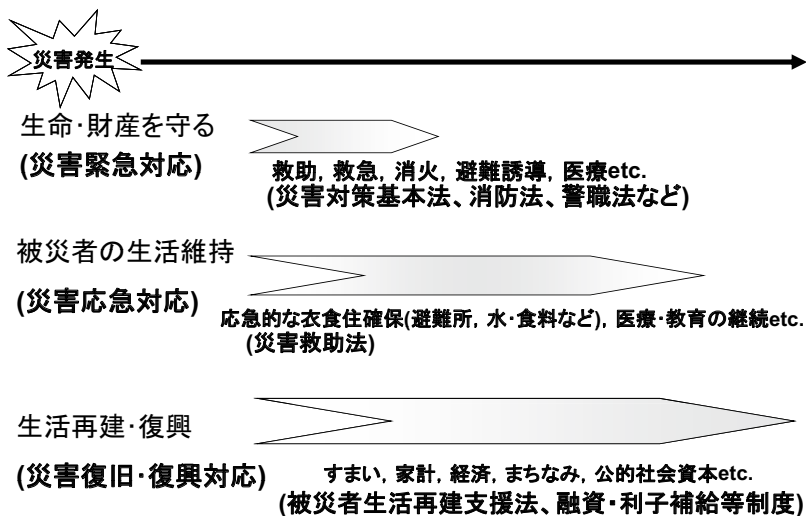 災害発生
生命・財産を守る
(災害緊急対応)
救助, 救急, 消火, 避難誘導, 医療etc.
(災害対策基本法、消防法、警職法など)
被災者の生活維持
(災害応急対応)
応急的な衣食住確保(避難所, 水・食料など), 医療・教育の継続etc.
(災害救助法)
生活再建・復興
(災害復旧・復興対応)
すまい, 家計, 経済, まちなみ, 公的社会資本etc.
(被災者生活再建支援法、融資・利子補給等制度)